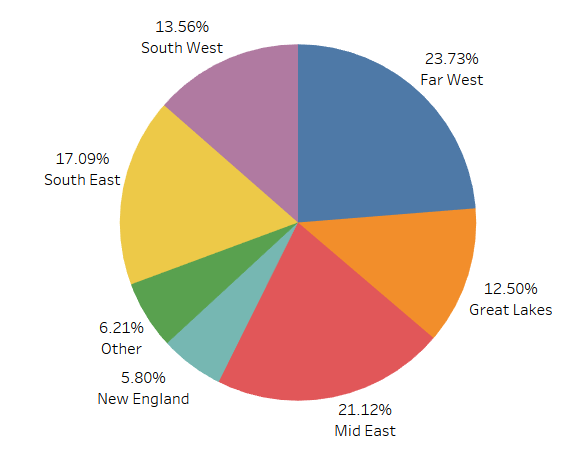 13.56%
South West
23.73%
Far West
17.09%
South East
12.50%
Great Lakes
6.21%
Other
5.80%
New England
21.12%
Mid East